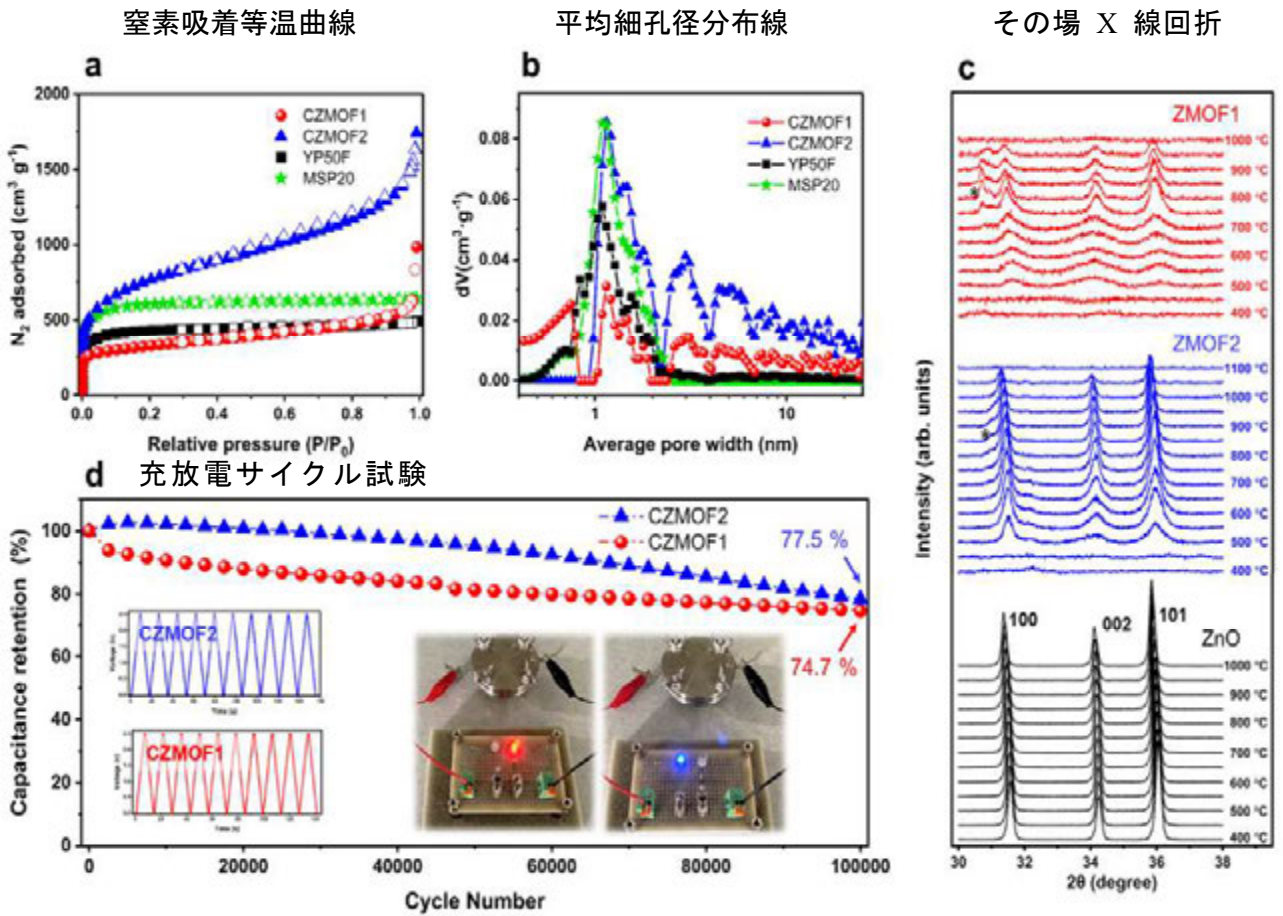 窒素吸着等温曲線
平均細孔径分布線
その場 X 線回折
a
2000
1500
1000
500
0
N₂ adsorbed (cm³ g⁻¹)
CZMOF1
CZMOF2
YP50F
MSP20
0.0 0.2 0.4 0.6 0.8 1.0
Relative pressure (P/P₀)
b
0.08
0.06
0.04
0.02
0.00
dV(cm³·g⁻¹)
CZMOF1
CZMOF2
YP50F
MSP20
1 10
Average pore width (nm)
c
Intensity (arb. units)
ZMOF1
1000 °C
900 °C
800 °C
700 °C
600 °C
500 °C
400 °C
ZMOF2
1100 °C
1000 °C
900 °C
800 °C
700 °C
600 °C
500 °C
400 °C
100
002
101
ZnO
1000 °C
900 °C
800 °C
700 °C
600 °C
500 °C
400 °C
30 32 34 36 38
2θ (degree)
d
充放電サイクル試験
100
80
60
40
20
0
Capacitance retention (%)
CZMOF2
CZMOF1
77.5 %
74.7 %
CZMOF2
Time (s)
CZMOF1
Time (s)
0 20000 40000 60000 80000 100000
Cycle Number